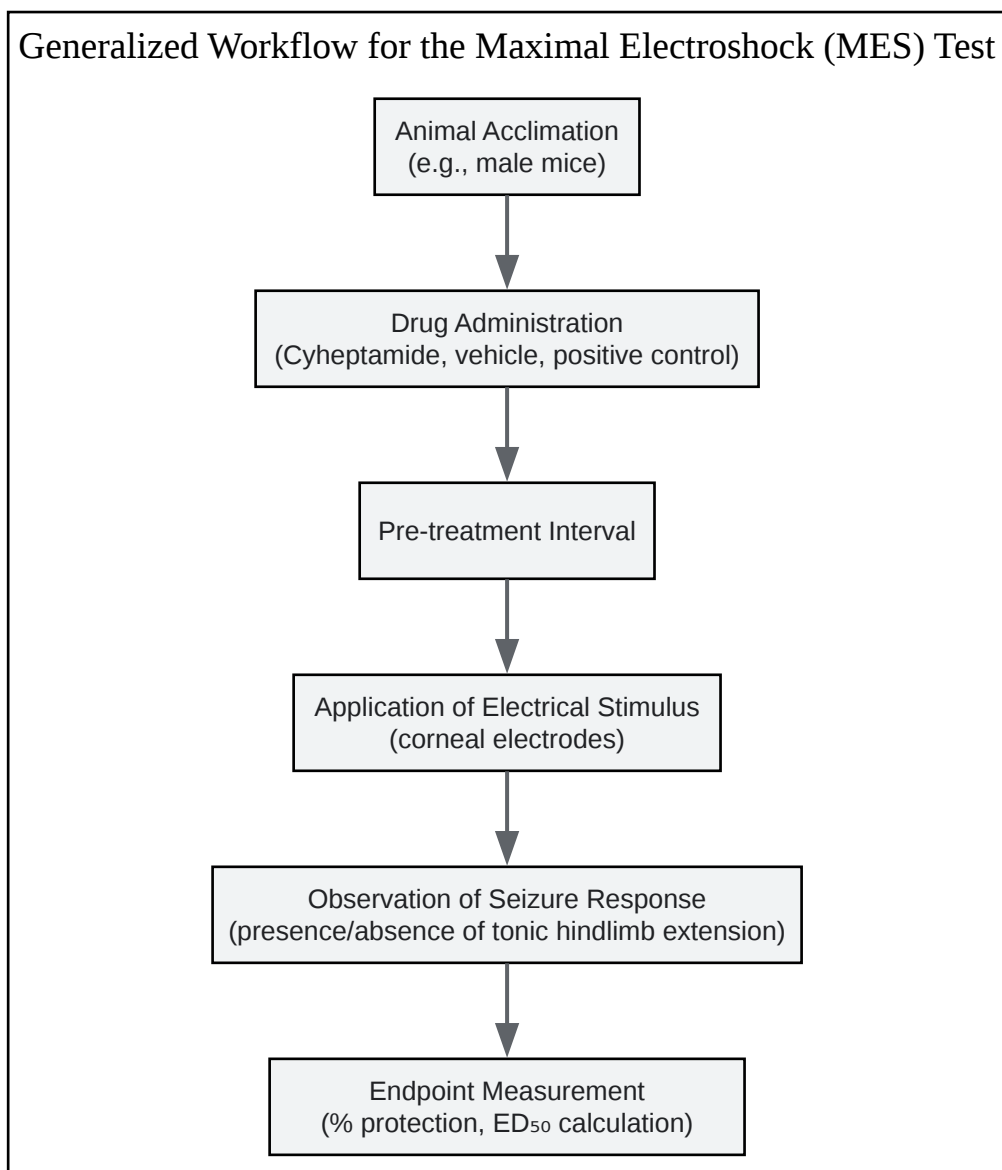 Generalized Workflow for the Maximal Electroshock (MES) Test
Animal Acclimation
(e.g., male mice)
Drug Administration
(Cyheptamide, vehicle, positive control)
Pre-treatment Interval
Application of Electrical Stimulus
(corneal electrodes)
Observation of Seizure Response
(presence/absence of tonic hindlimb extension)
Endpoint Measurement
(% protection, ED₅₀ calculation)